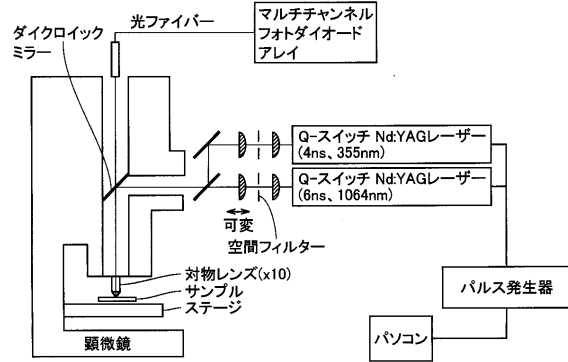 光ファイバー
マルチチャンネル
フォトダイオード
アレイ
ダイクロイック
ミラー
Q-スイッチ Nd:YAGレーザー
(4ns、355nm)
Q-スイッチ Nd:YAGレーザー
(6ns、1064nm)
可変
空間フィルター
対物レンズ(x10)
サンプル
ステージ
顕微鏡
パルス発生器
パソコン